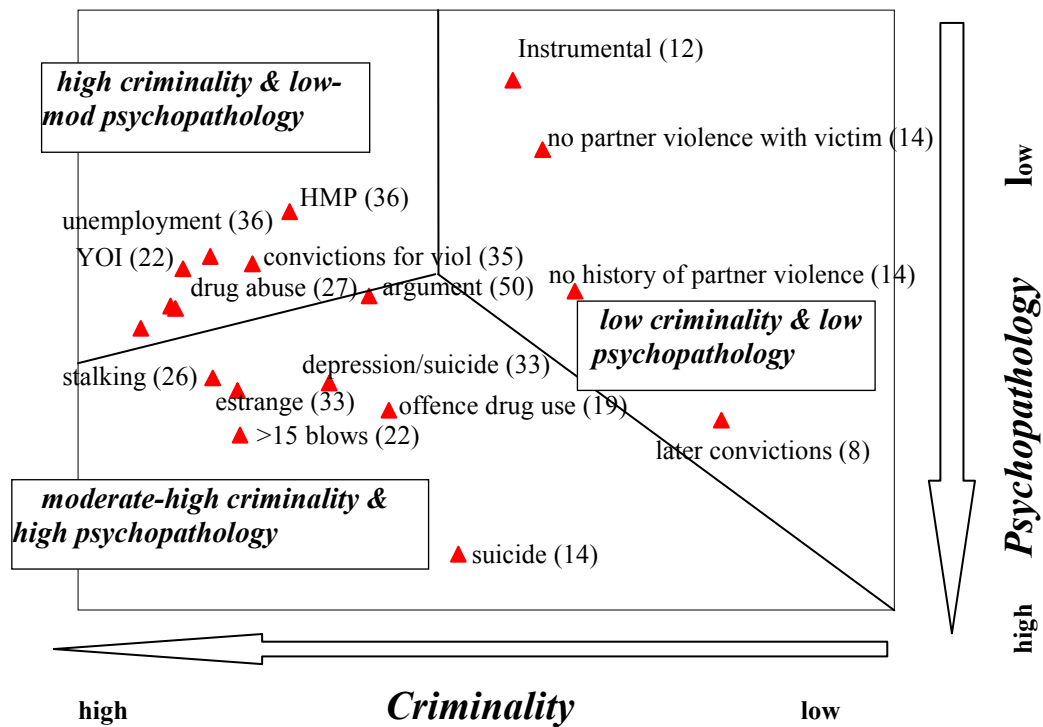 Instrumental (12)
high criminality & low-
mod psychopathology
no partner violence with victim (14)
low
HMP (36)
unemployment (36)
YOI (22)
convictions for viol (35)
no history of partner violence (14)
drug abuse (27)
argument (50)
low criminality & low
psychopathology
Psychopathology
depression/suicide (33)
stalking (26)
estrange (33)
offence drug use (19)
>15 blows (22)
later convictions (8)
moderate-high criminality &
high psychopathology
suicide (14)
high
high
Criminality
low